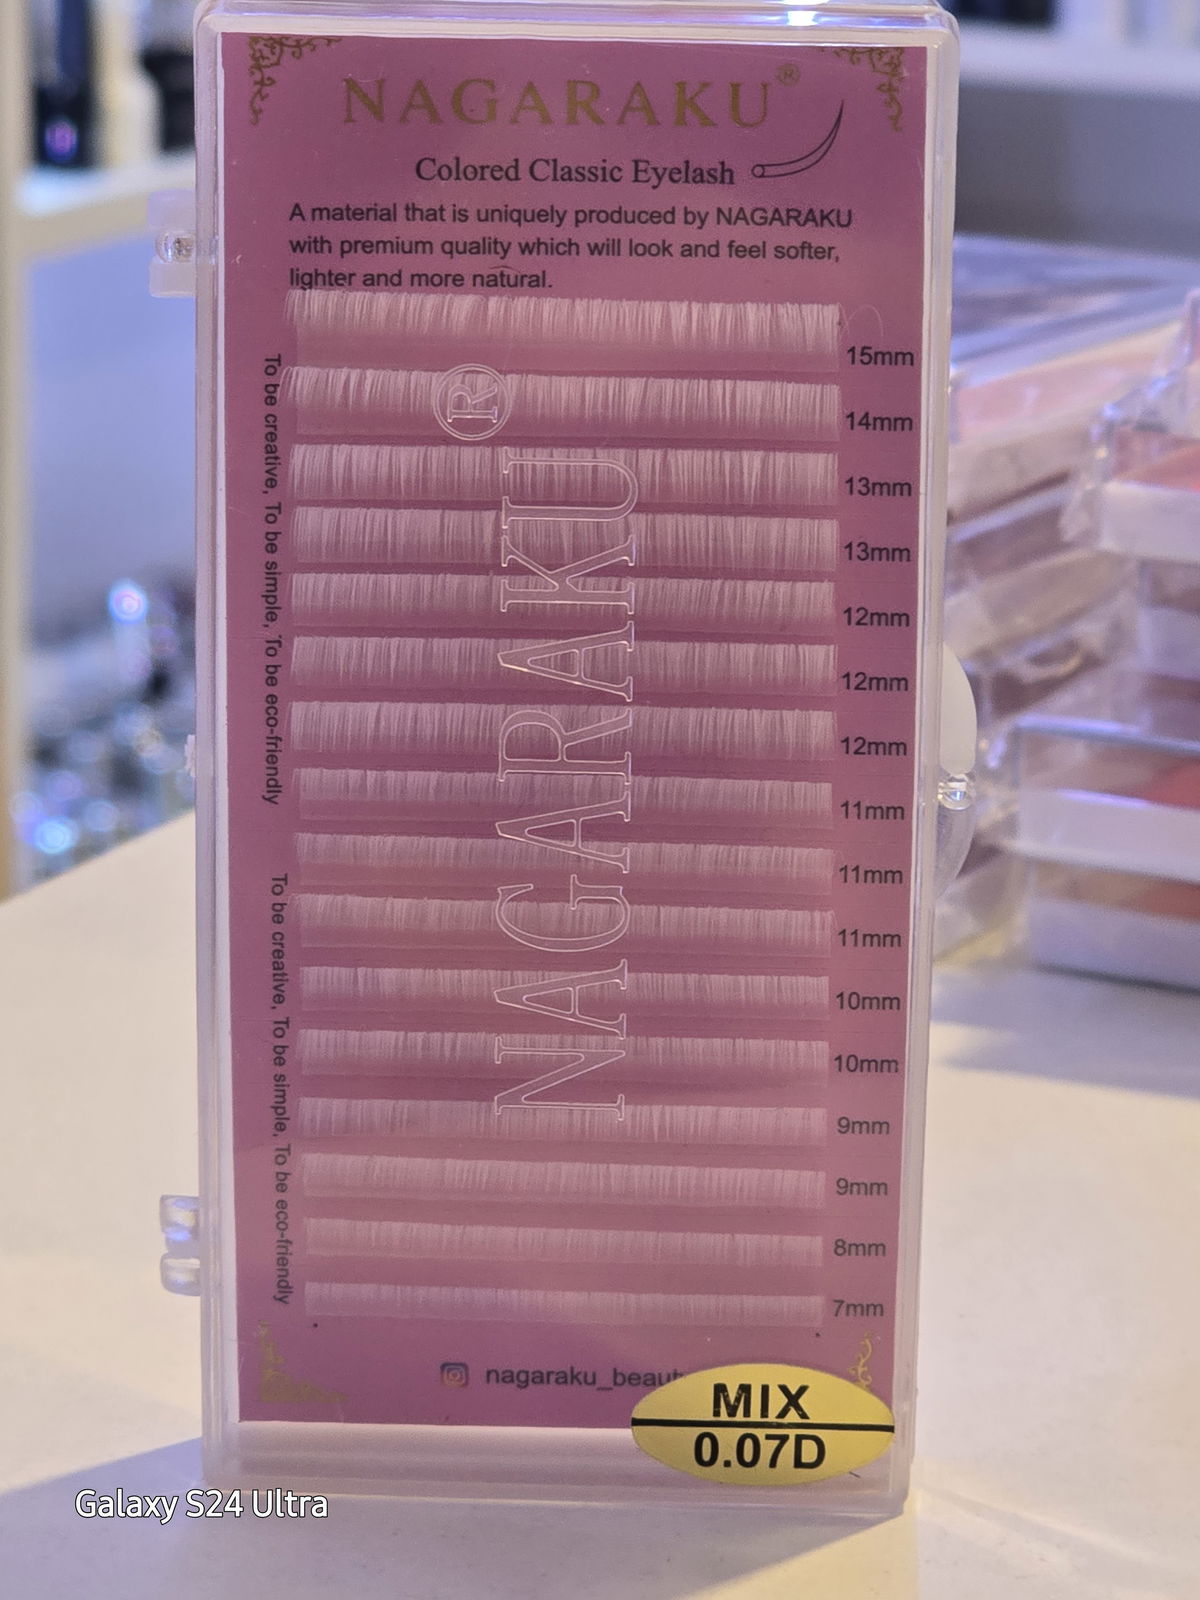 NAGARAKU®
Colored Classic Eyelash
A material that is uniquely produced by NAGARAKU
with premium quality which will look and feel softer,
lighter and more natural.
15mm
14mm
13mm
13mm
12mm
12mm
12mm
11mm
11mm
11mm
10mm
10mm
9mm
9mm
8mm
7mm
To be creative, To be simple, To be eco-friendly
To be creative, To be simple, To be eco-friendly
NAGARAKU®
nagaraku_beaut
MIX
0.07D
Galaxy S24 Ultra